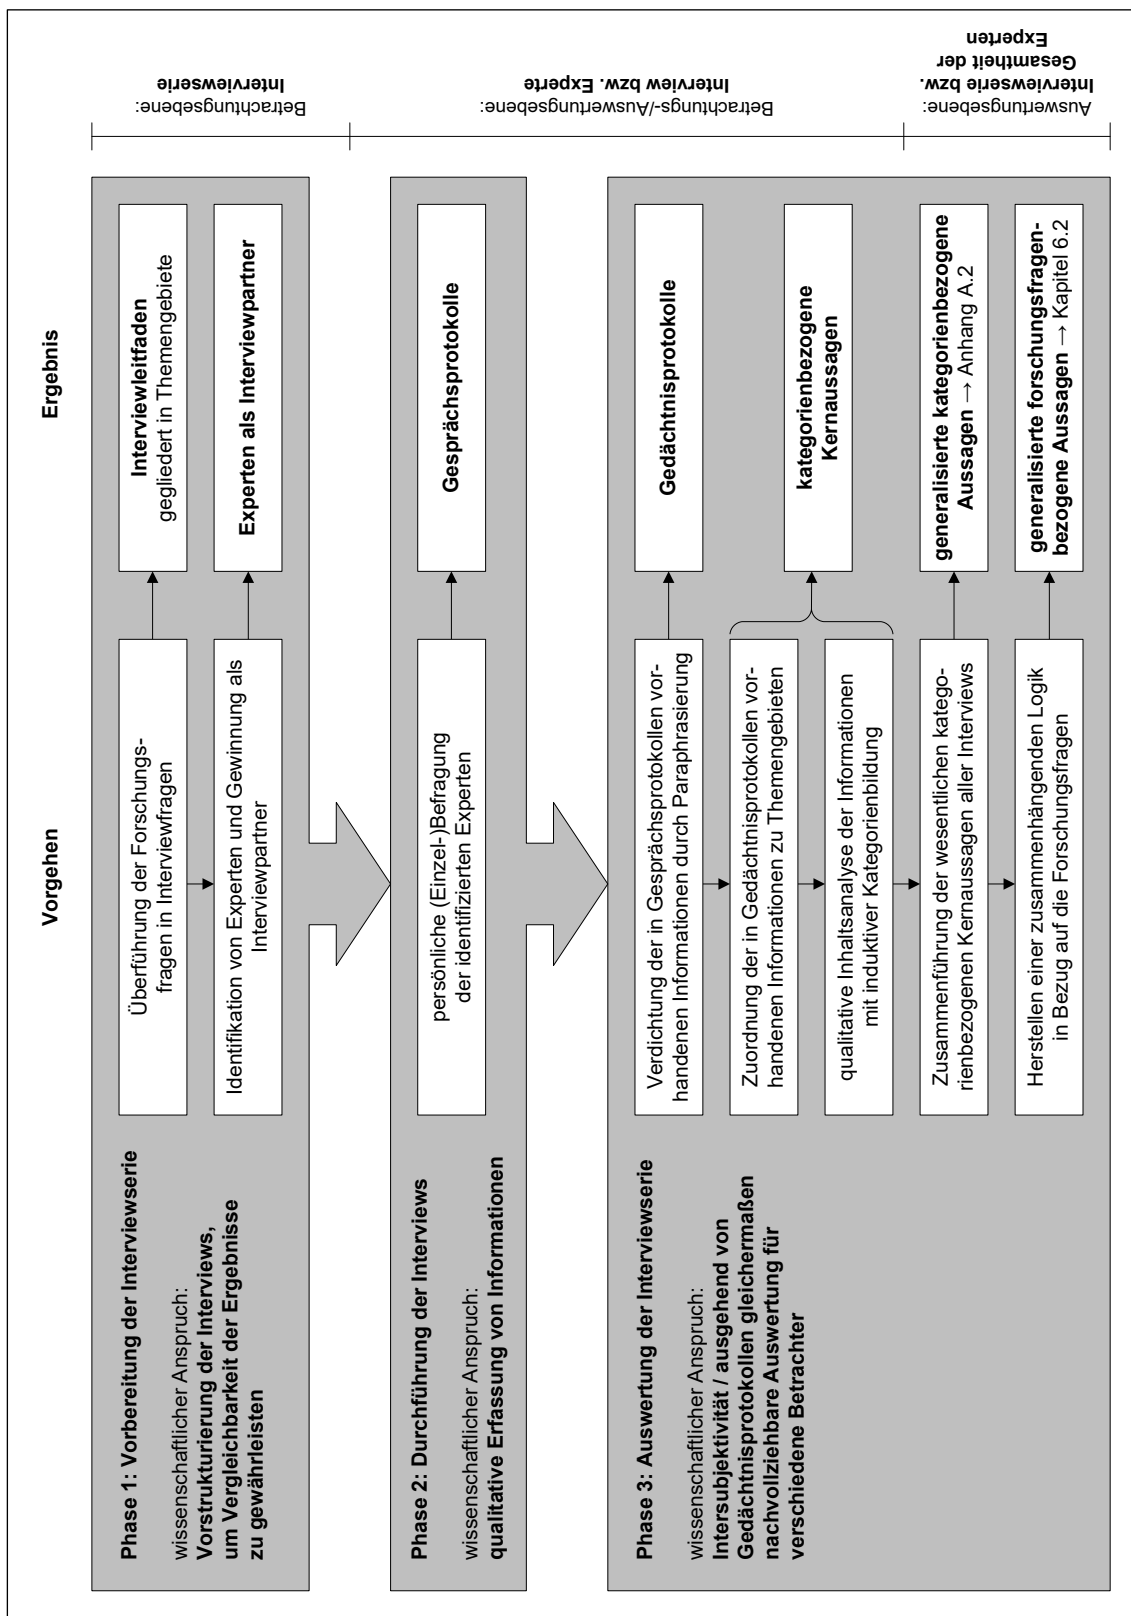 Vorgehen
Ergebnis
Phase 1: Vorbereitung der Interviewserie
wissenschaftlicher Anspruch:
Vorstrukturierung der Interviews,
um Vergleichbarkeit der Ergebnisse
zu gewährleisten
Überführung der Forschungs-
fragen in Interviewfragen
Interviewleitfaden
gegliedert in Themengebiete
Identifikation von Experten und Gewinnung als
Interviewpartner
Experten als Interviewpartner
Betrachtungsebene:
Interviewserie
Phase 2: Durchführung der Interviews
wissenschaftlicher Anspruch:
qualitative Erfassung von Informationen
persönliche (Einzel-)Befragung
der identifizierten Experten
Gesprächsprotokolle
Betrachtungs-/Auswertungsebene:
Interview bzw. Experte
Phase 3: Auswertung der Interviewserie
wissenschaftlicher Anspruch:
Intersubjektivität / ausgehend von
Gedächtnisprotokollen gleichermaßen
nachvollziehbare Auswertung für
verschiedene Betrachter
Verdichtung der in Gesprächsprotokollen vor-
handenen Informationen durch Paraphrasierung
Gedächtnisprotokolle
Zuordnung der in Gedächtnisprotokollen vor-
handenen Informationen zu Themengebieten
qualitative Inhaltsanalyse der Informationen
mit induktiver Kategorienbildung
kategorienbezogene
Kernaussagen
Zusammenführung der wesentlichen katego-
rienbezogenen Kernaussagen aller Interviews
generalisierte kategorienbezogene
Aussagen → Anhang A.2
Herstellen einer zusammenhängenden Logik
in Bezug auf die Forschungsfragen
generalisierte forschungsfragen-
bezogene Aussagen → Kapitel 6.2
Auswertungsebene:
Interviewserie bzw.
Gesamtheit der
Experten